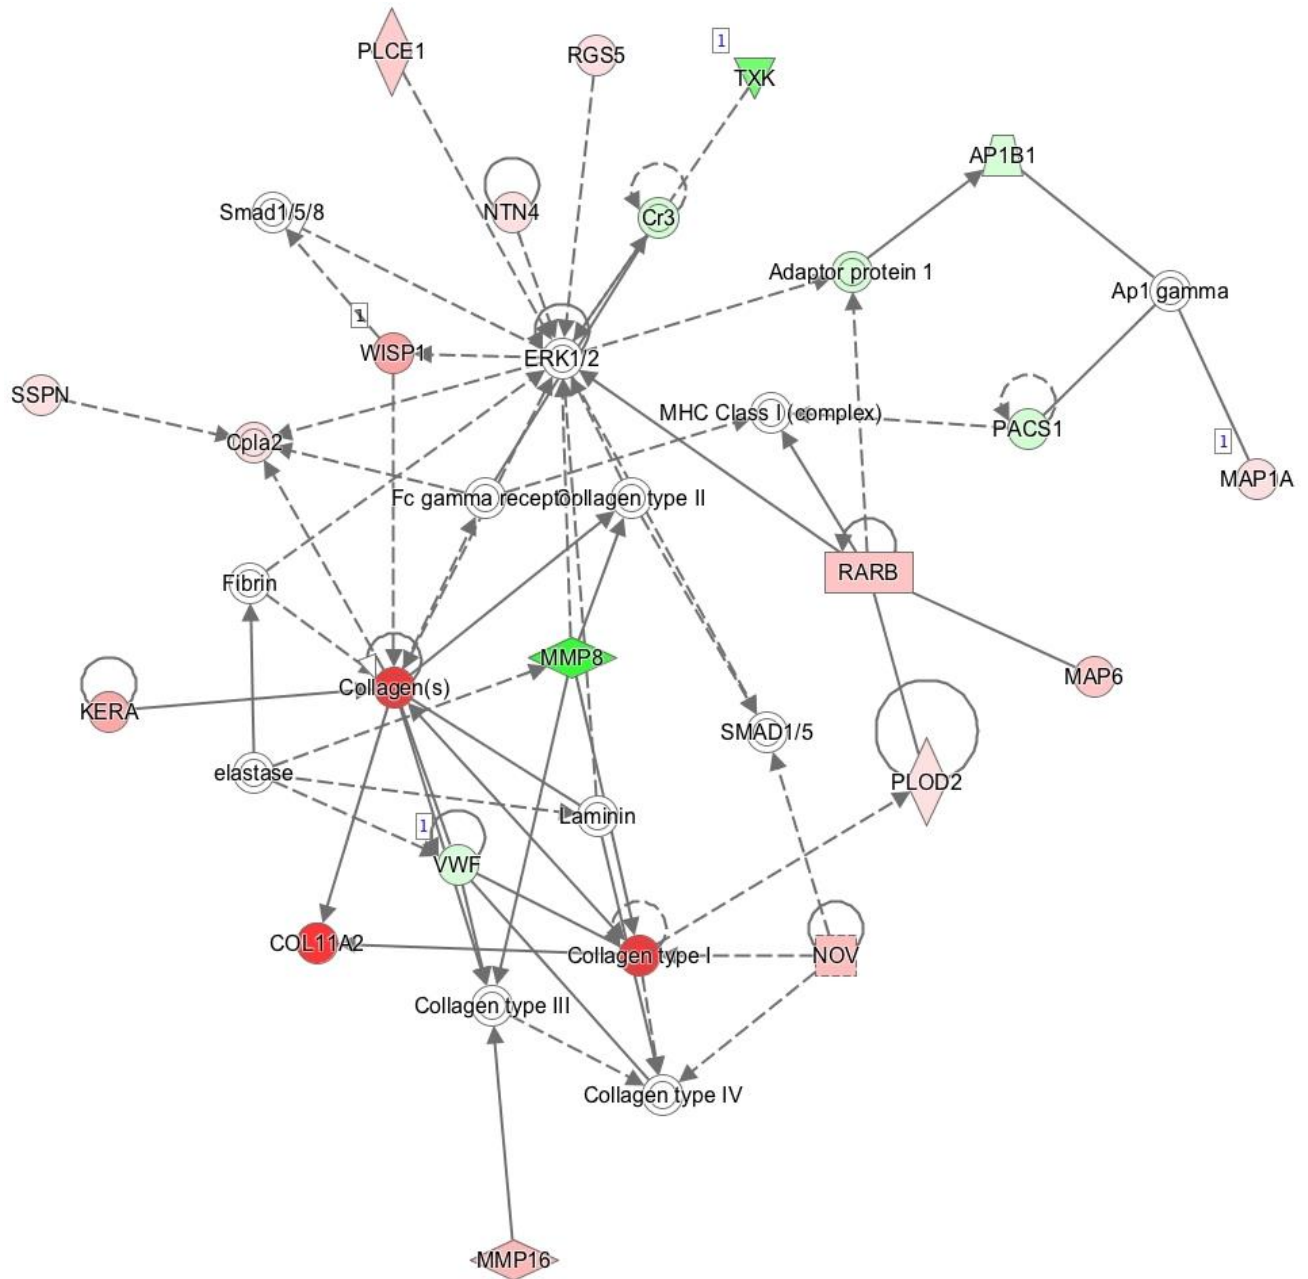 PLCE1
RGS5
1
TXK
AP1B1
Smad1/5/8
NTN4
Cr3
Adaptor protein 1
Ap1 gamma
1
WISP1
ERK1/2
SSPN
Cpla2
MHC Class I (complex)
PACS1
1
MAP1A
Fc gamma receptor
Collagen type II
RARB
Fibrin
MMP8
MAP6
Collagen(s)
KERA
SMAD1/5
elastase
PLOD2
Laminin
1
VWF
COL11A2
Collagen type I
NOV
Collagen type III
Collagen type IV
MMP16